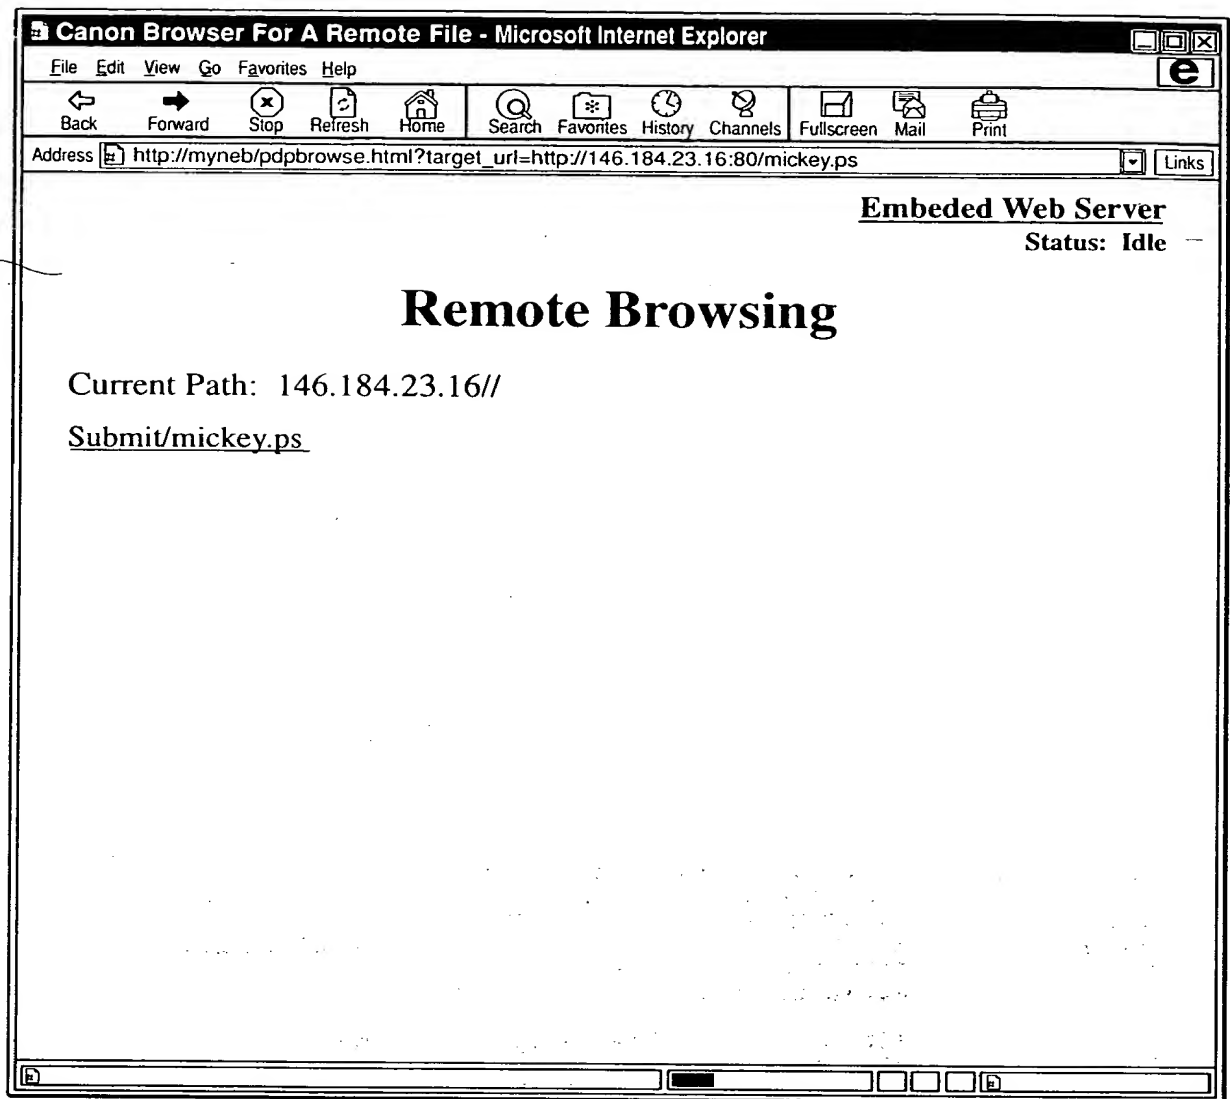 Canon Browser For A Remote File - Microsoft Internet Explorer
File Edit View Go Favorites Help
e
Back Forward Stop Refresh Home Search Favorites History Channels Fullscreen Mail Print
Address http://myneb/pdpbrowse.html?target_url=http://146.184.23.16:80/mickey.ps Links
Embeded Web Server
Status: Idle
Remote Browsing
Current Path: 146.184.23.16//
Submit/mickey.ps